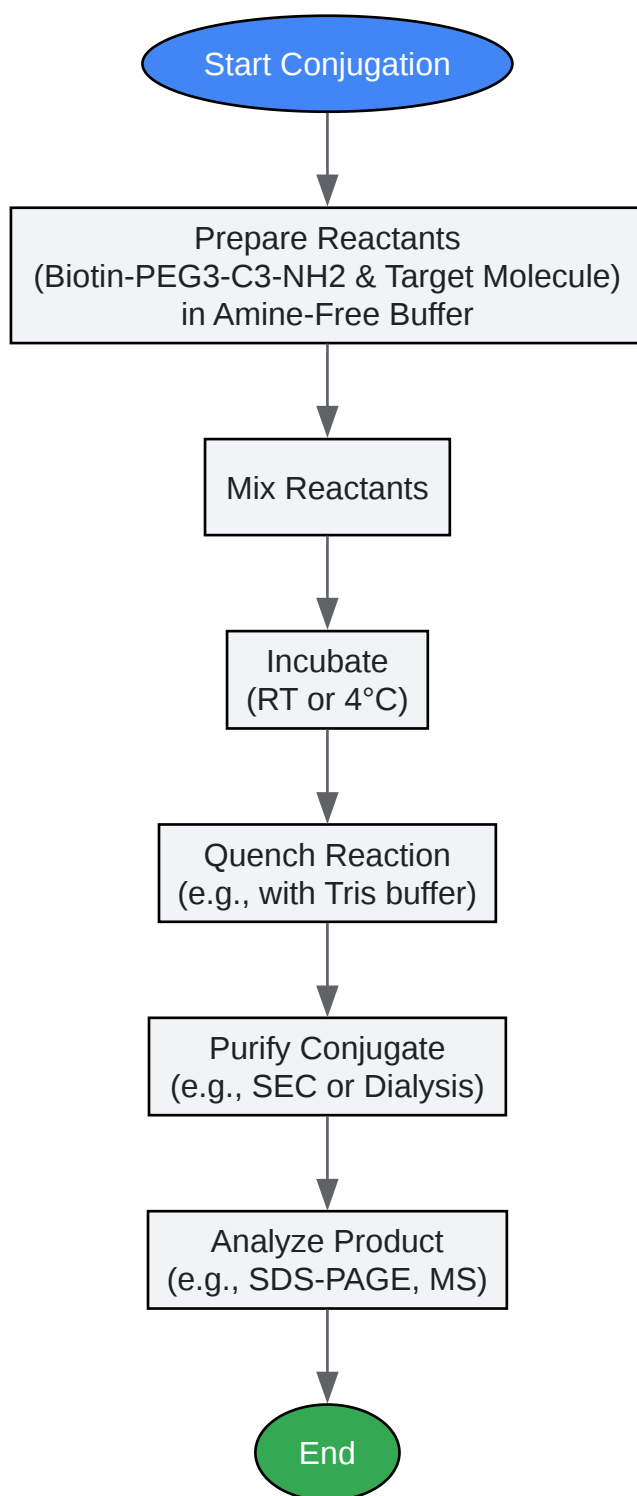 Start Conjugation
Prepare Reactants
(Biotin-PEG3-C3-NH2 & Target Molecule)
in Amine-Free Buffer
Mix Reactants
Incubate
(RT or 4°C)
Quench Reaction
(e.g., with Tris buffer)
Purify Conjugate
(e.g., SEC or Dialysis)
Analyze Product
(e.g., SDS-PAGE, MS)
End